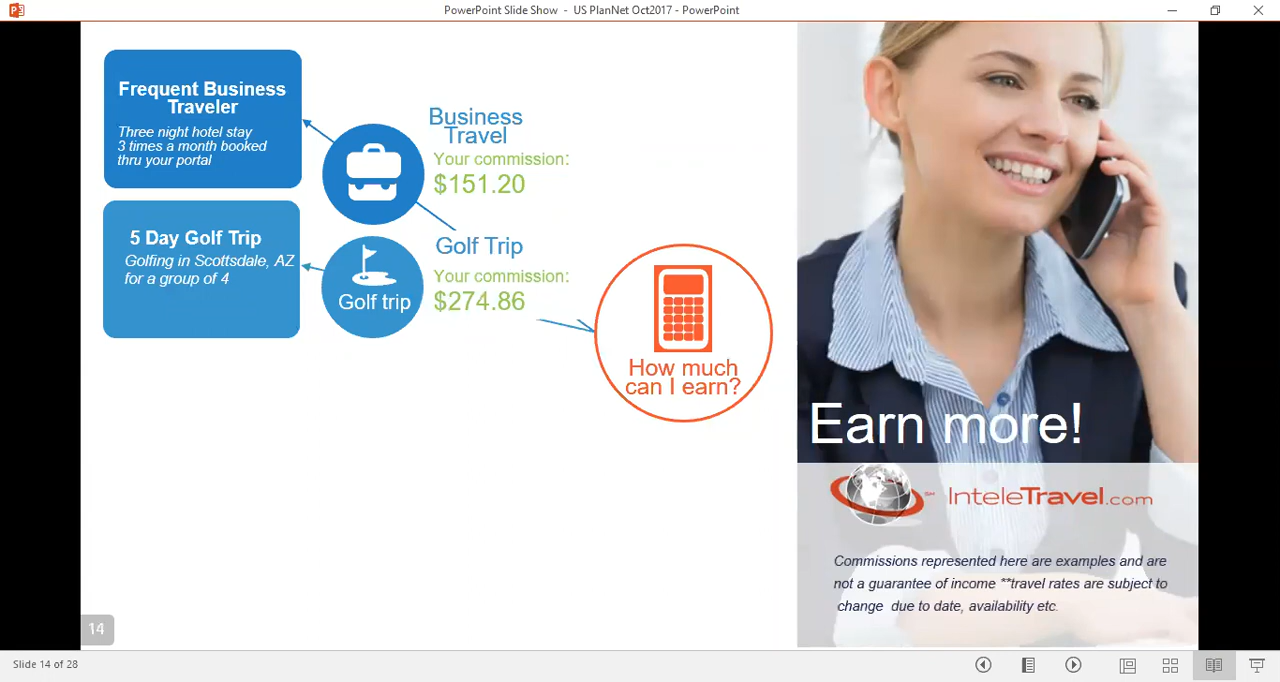 PowerPoint Slide Show - US PlanNet Oct2017 - PowerPoint
Frequent Business
Traveler
Three night hotel stay
3 times a month booked
thru your portal
Business
Travel
Your commission:
$151.20
5 Day Golf Trip
Golfing in Scottsdale, AZ
for a group of 4
Golf trip
Golf Trip
Your commission:
$274.86
How much
can I earn?
Earn more!
InteleTravel.com
Commissions represented here are examples and are
not a guarantee of income **travel rates are subject to
change due to date, availability etc.
14
Slide 14 of 28